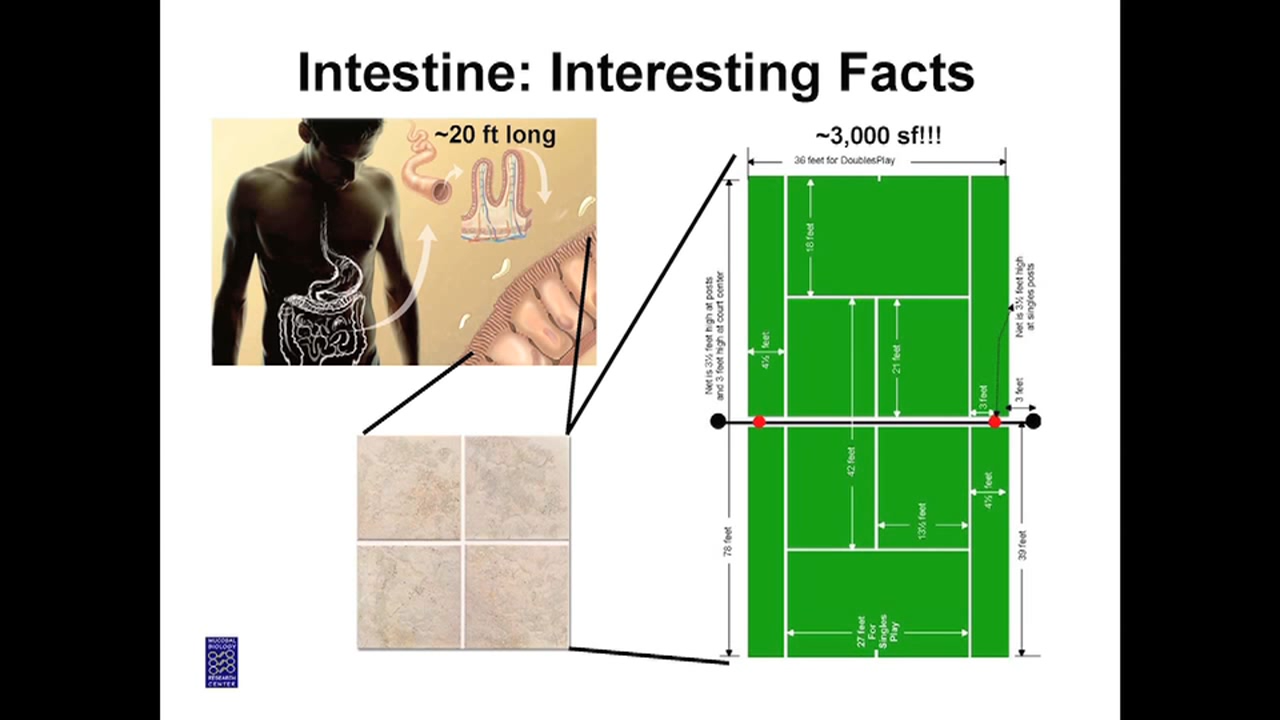 Intestine: Interesting Facts
~20 ft long
~3,000 sf!!!
36 feet for DoublesPlay
18 feet
Net is 3½ feet high at posts
and 3 feet high at court center
Net is 3½ feet high
at singles posts
4½ feet
21 feet
3 feet
3 feet
42 feet
4½ feet
13½ feet
78 feet
39 feet
27 feet
For
Singles
Play
MUCOSAL
BIOLOGY
RESEARCH
CENTER